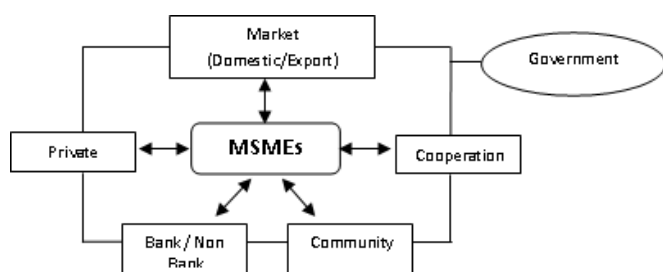 Market
(Domestic/Export)
Government
Private
MSMEs
Cooperation
Bank / Non
Bank
Community